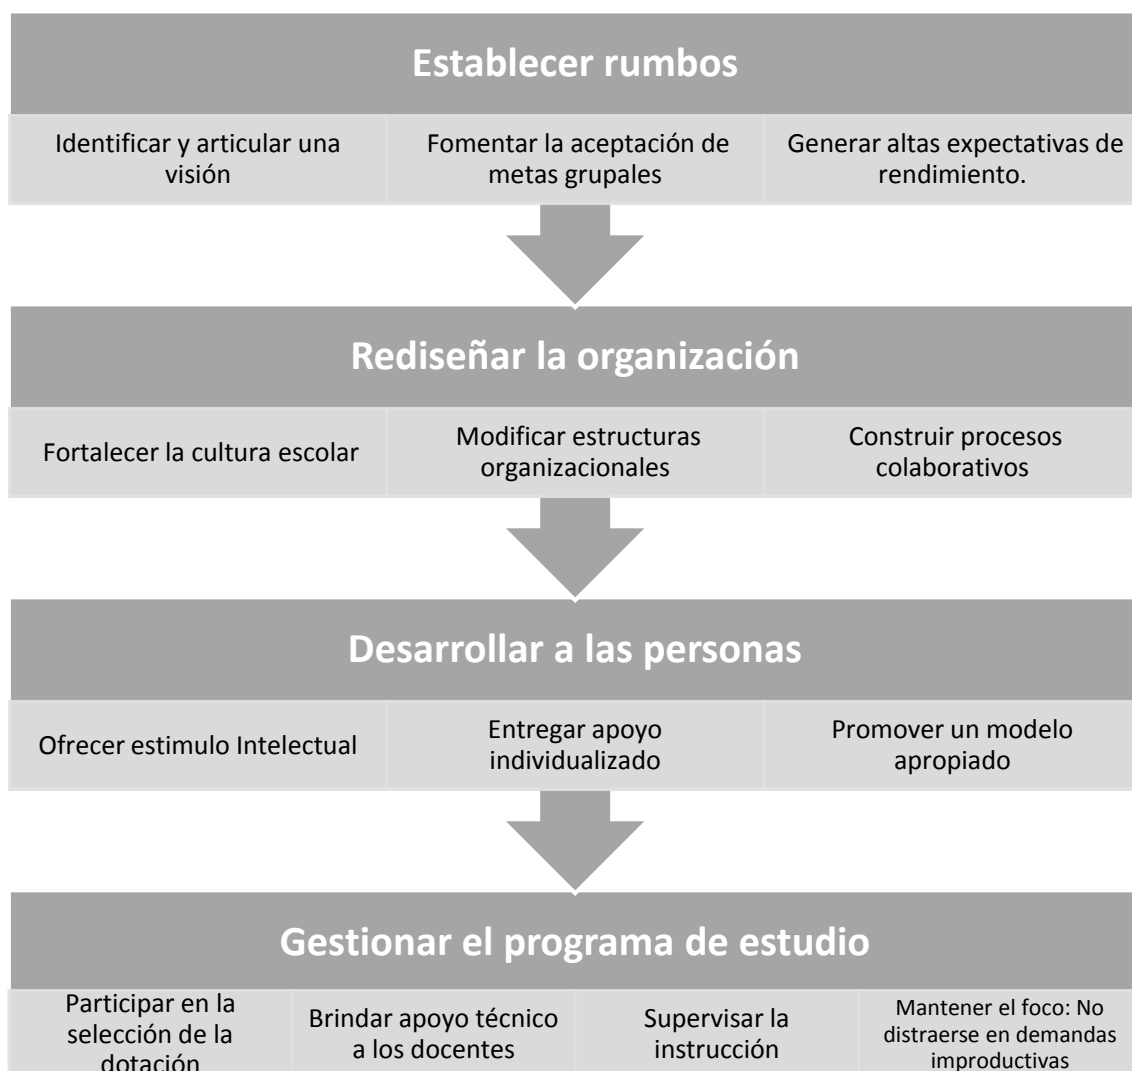 Establecer rumbos
Identificar y articular una
visión
Fomentar la aceptación de
metas grupales
Generar altas expectativas de
rendimiento.
Rediseñar la organización
Fortalecer la cultura escolar
Modificar estructuras
organizacionales
Construir procesos
colaborativos
Desarrollar a las personas
Ofrecer estimulo Intelectual
Entregar apoyo
individualizado
Promover un modelo
apropiado
Gestionar el programa de estudio
Participar en la
selección de la
dotación
Brindar apoyo técnico
a los docentes
Supervisar la
instrucción
Mantener el foco: No
distraerse en demandas
improductivas